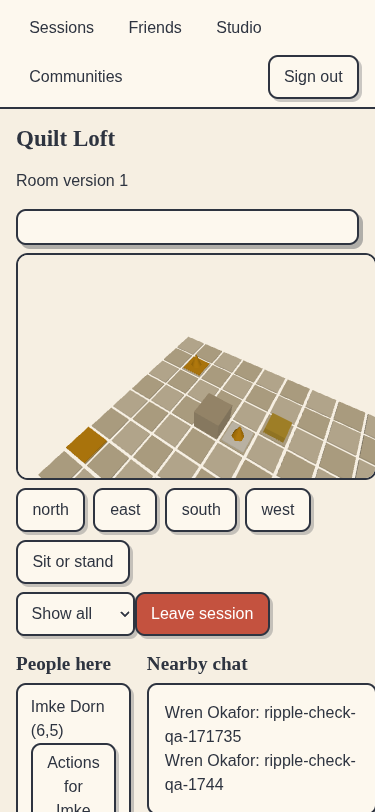 Sessions Friends Studio
Communities Sign out
Quilt Loft
Room version 1
north east south west
Sit or stand
Show all Leave session
People here Nearby chat
Imke Dorn
(6,5)
Actions
for
Imke
Wren Okafor: ripple-check-
qa-171735
Wren Okafor: ripple-check-
qa-1744